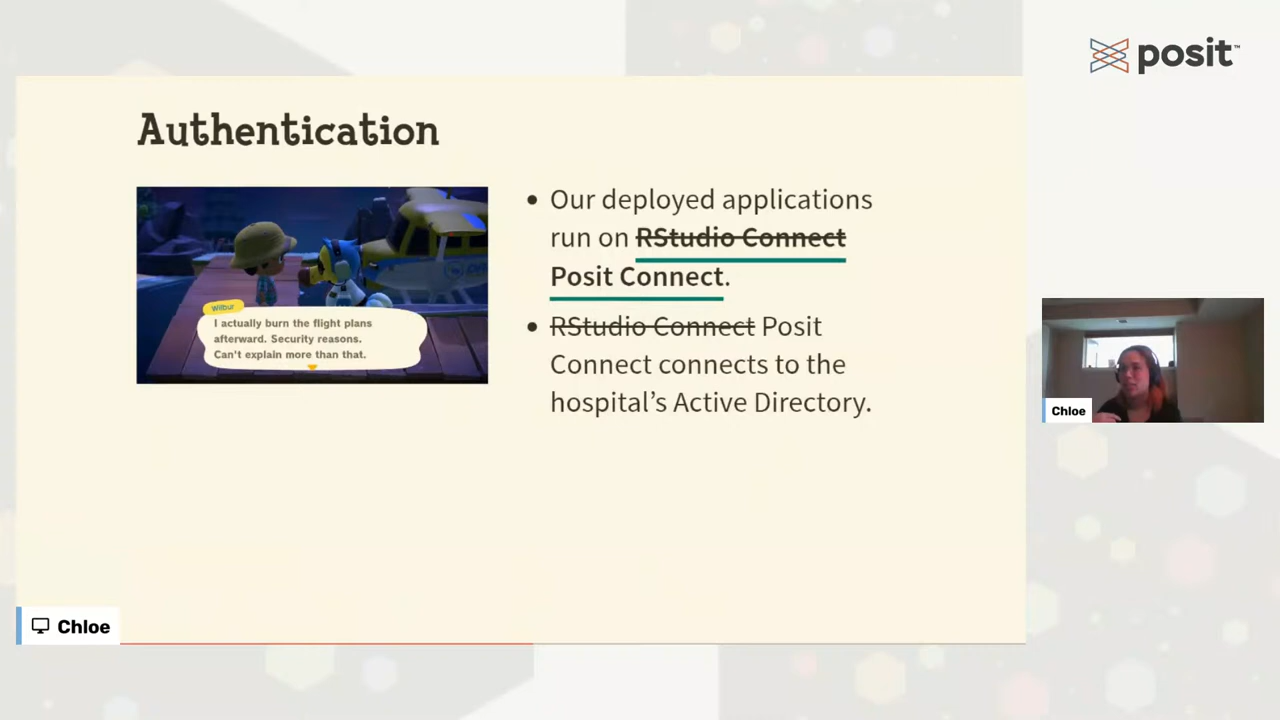 posit™
Authentication
Our deployed applications
run on RStudio Connect
Posit Connect.
RStudio Connect Posit
Connect connects to the
hospital's Active Directory.
Wilbur
I actually burn the flight plans
afterward. Security reasons.
Can't explain more than that.
Chloe
Chloe